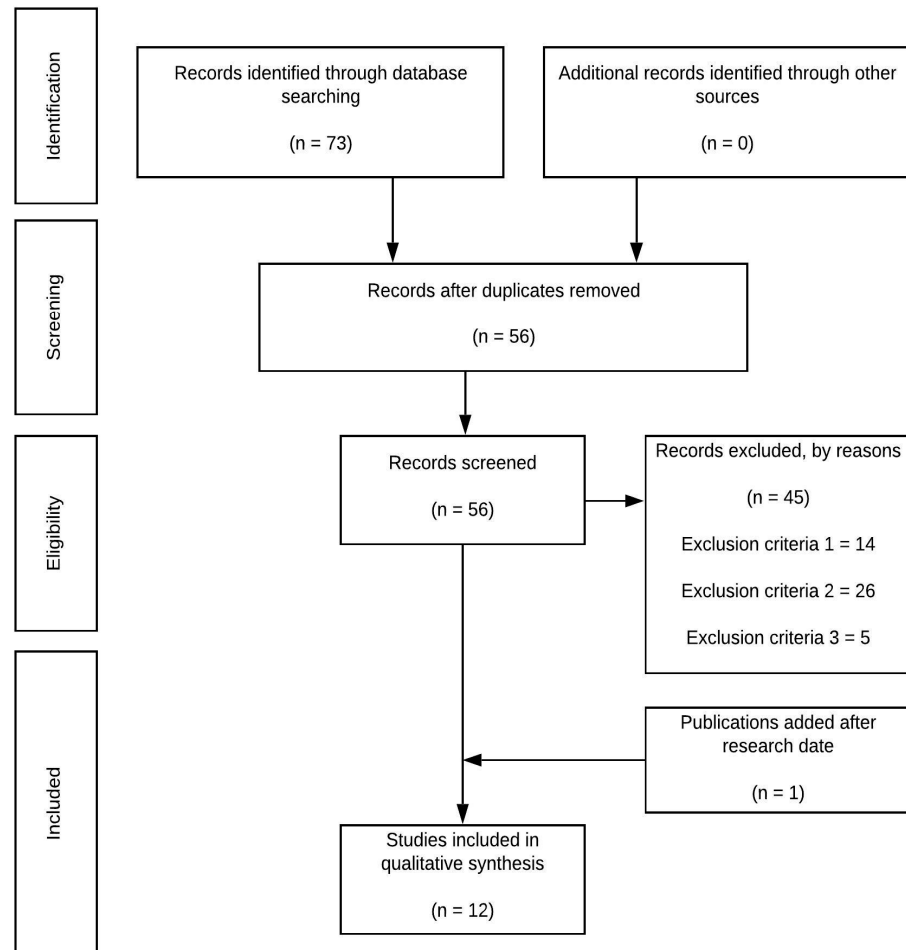 Identification
Records identified through database
searching
(n = 73)
Additional records identified through other
sources
(n = 0)
Screening
Records after duplicates removed
(n = 56)
Eligibility
Records screened
(n = 56)
Records excluded, by reasons
(n = 45)
Exclusion criteria 1 = 14
Exclusion criteria 2 = 26
Exclusion criteria 3 = 5
Included
Publications added after
research date
(n = 1)
Studies included in
qualitative synthesis
(n = 12)